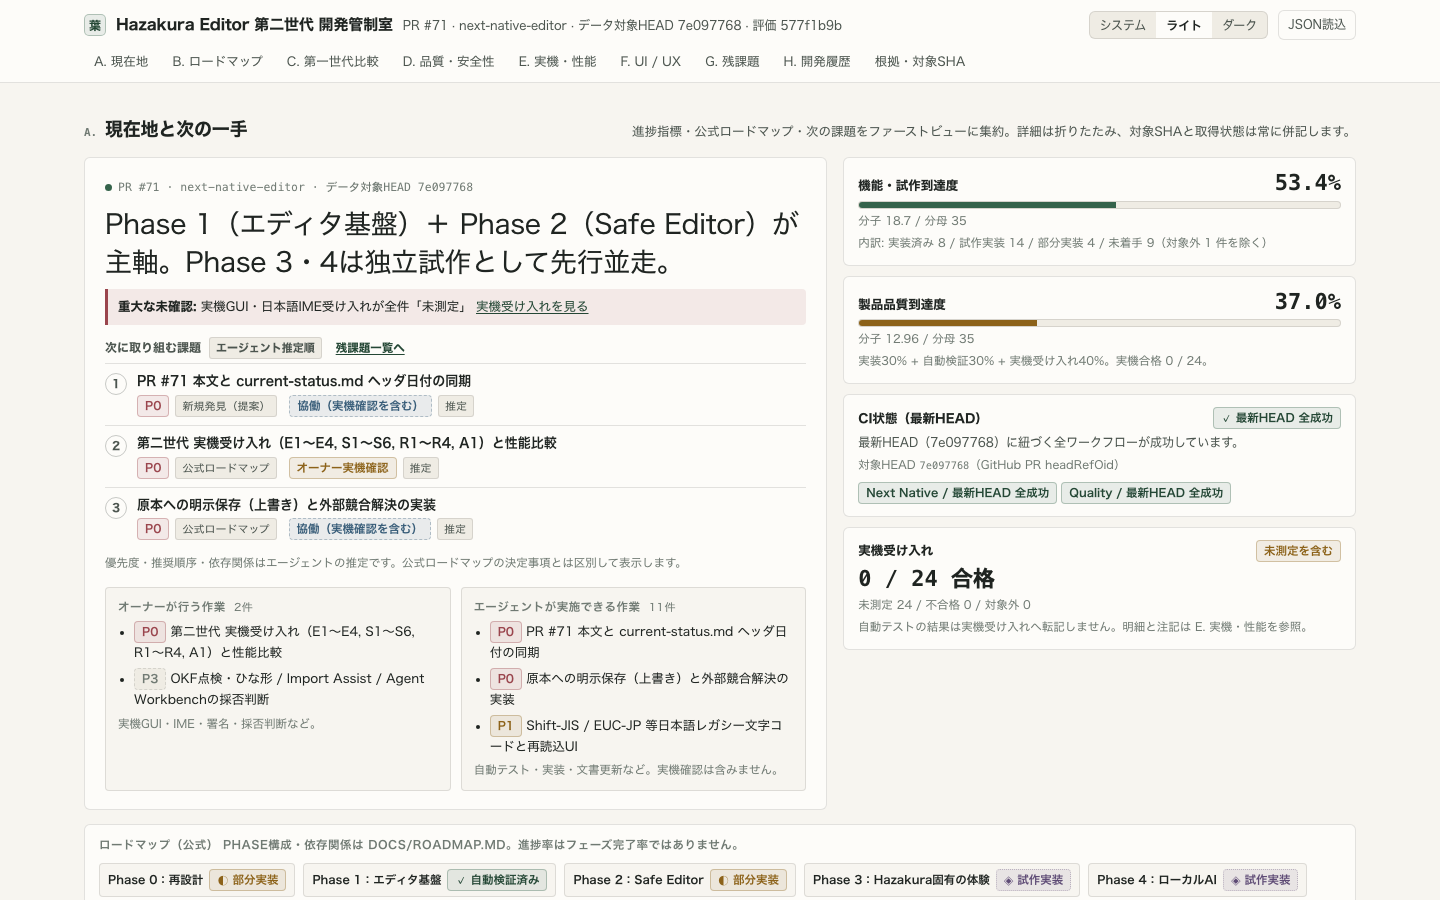 葉 Hazakura Editor 第二世代 開発管制室 PR #71 · next-native-editor · データ対象HEAD 7e097768 · 評価 577f1b9b
システム ライト ダーク JSON読込
A. 現在地 B. ロードマップ C. 第一世代比較 D. 品質・安全性 E. 実機・性能 F. UI / UX G. 残課題 H. 開発履歴 根拠・対象SHA
A. 現在地と次の一手
進捗指標・公式ロードマップ・次の課題をファーストビューに集約。詳細は折りたたみ、対象SHAと取得状態は常に併記します。
PR #71 · next-native-editor · データ対象HEAD 7e097768
Phase 1（エディタ基盤）＋ Phase 2（Safe Editor）が
主軸。Phase 3・4は独立試作として先行並走。
重大な未確認: 実機GUI・日本語IME受け入れが全件「未測定」 実機受け入れを見る
次に取り組む課題 エージェント推定順 残課題一覧へ
1 PR #71 本文と current-status.md ヘッダ日付の同期
P0 新規発見（提案） 協働（実機確認を含む） 推定
2 第二世代 実機受け入れ（E1〜E4, S1〜S6, R1〜R4, A1）と性能比較
P0 公式ロードマップ オーナー実機確認 推定
3 原本への明示保存（上書き）と外部競合解決の実装
P0 公式ロードマップ 協働（実機確認を含む） 推定
優先度・推奨順序・依存関係はエージェントの推定です。公式ロードマップの決定事項とは区別して表示します。
オーナーが行う作業 2件
P0 第二世代 実機受け入れ（E1〜E4, S1〜S6,
R1〜R4, A1）と性能比較
P3 OKF点検・ひな形 / Import Assist / Agent
Workbenchの採否判断
実機GUI・IME・署名・採否判断など。
エージェントが実施できる作業 11件
P0 PR #71 本文と current-status.md ヘッダ日
付の同期
P0 原本への明示保存（上書き）と外部競合解決の
実装
P1 Shift-JIS / EUC-JP 等日本語レガシー文字コ
ードと再読込UI
自動テスト・実装・文書更新など。実機確認は含みません。
機能・試作到達度 53.4%
分子 18.7 / 分母 35
内訳: 実装済み 8 / 試作実装 14 / 部分実装 4 / 未着手 9（対象外 1 件を除く）
製品品質到達度 37.0%
分子 12.96 / 分母 35
実装30% + 自動検証30% + 実機受け入れ40%。実機合格 0 / 24。
CI状態（最新HEAD） ✓ 最新HEAD 全成功
最新HEAD（7e097768）に紐づく全ワークフローが成功しています。
対象HEAD 7e097768（GitHub PR headRefOid）
Next Native / 最新HEAD 全成功 Quality / 最新HEAD 全成功
実機受け入れ 未測定を含む
0 / 24 合格
未測定 24 / 不合格 0 / 対象外 0
自動テストの結果は実機受け入れへ転記しません。明細と注記は E. 実機・性能を参照。
ロードマップ（公式） PHASE構成・依存関係は DOCS/ROADMAP.MD。進捗率はフェーズ完了率ではありません。
Phase 0：再設計 ◐ 部分実装 Phase 1：エディタ基盤 ✓ 自動検証済み Phase 2：Safe Editor ◐ 部分実装 Phase 3：Hazakura固有の体験 ◈ 試作実装 Phase 4：ローカルAI ◈ 試作実装